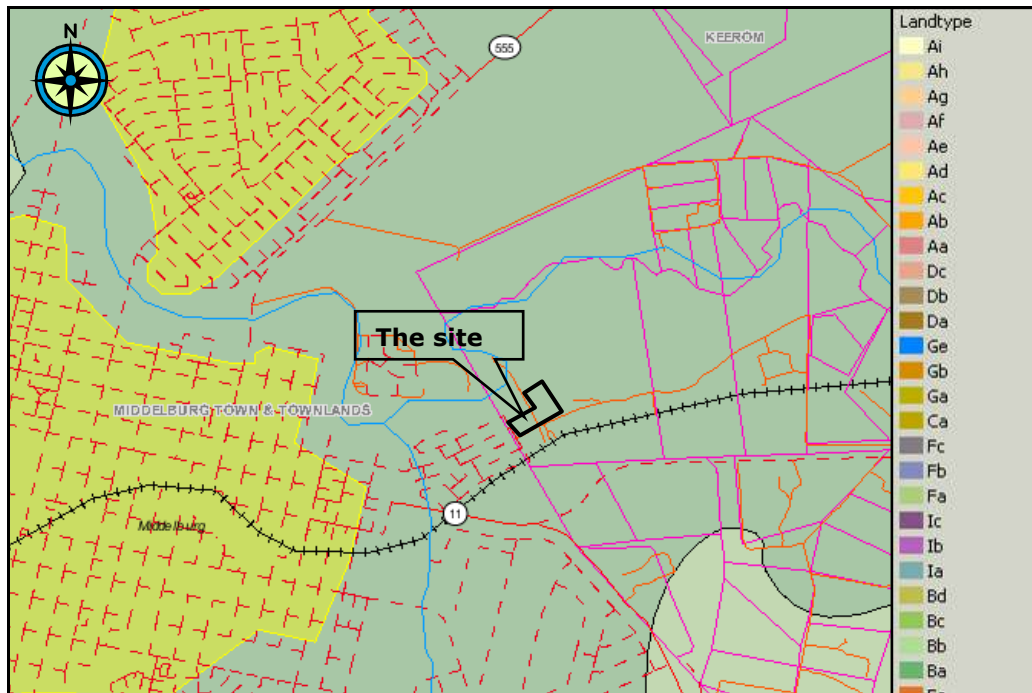 N
555
KEEROM
The site
MIDDELBURG TOWN & TOWNLANDS
Middelburg
11
Landtype
Ai
Ah
Ag
Af
Ae
Ad
Ac
Ab
Aa
Dc
Db
Da
Ge
Gb
Ga
Ca
Fc
Fb
Fa
Ic
Ib
Ia
Bd
Bc
Bb
Ba